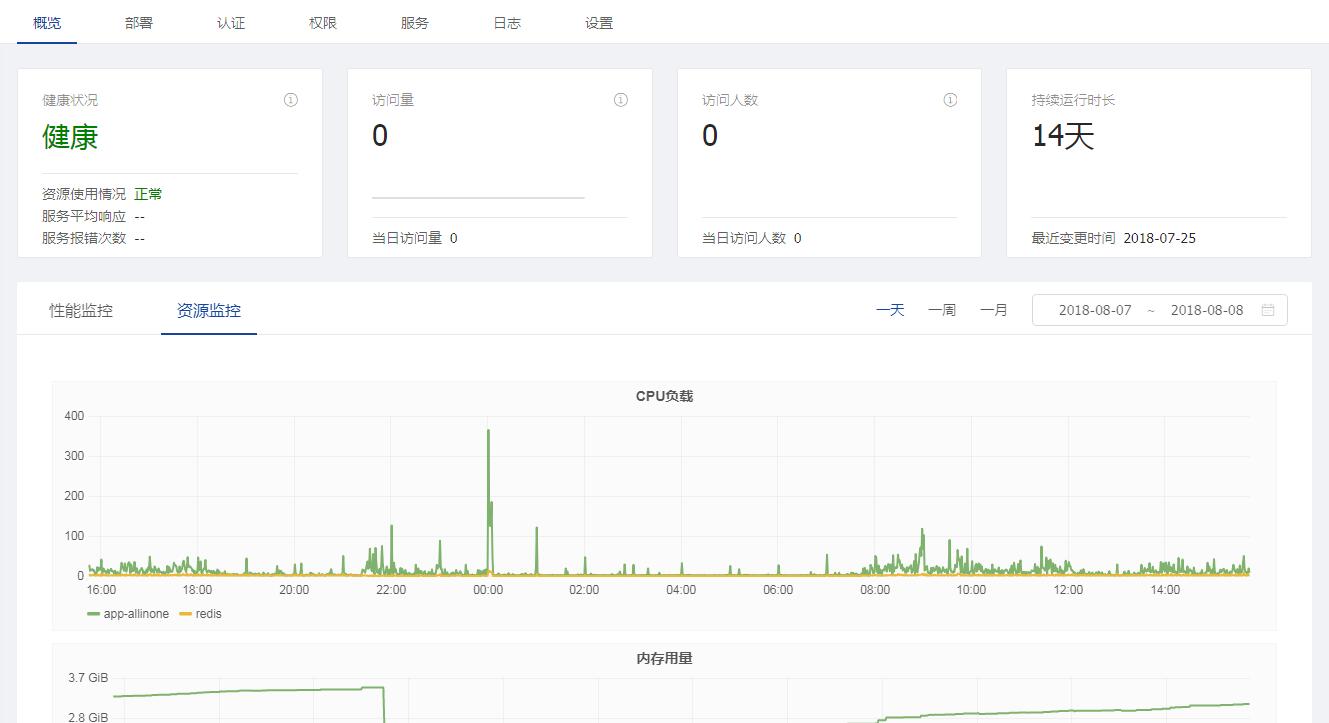 概览 部署 认证 权限 服务 日志 设置
健康状况
健康
资源使用情况 正常
服务平均响应 --
服务报错次数 --
访问量
0
当日访问量 0
访问人数
0
当日访问人数 0
持续运行时长
14天
最近变更时间 2018-07-25
性能监控 资源监控 一天 一周 一月 2018-08-07 ~ 2018-08-08
CPU负载
400
300
200
100
0
16:00 18:00 20:00 22:00 00:00 02:00 04:00 06:00 08:00 10:00 12:00 14:00
app-allinone redis
内存用量
3.7 GiB
2.8 GiB